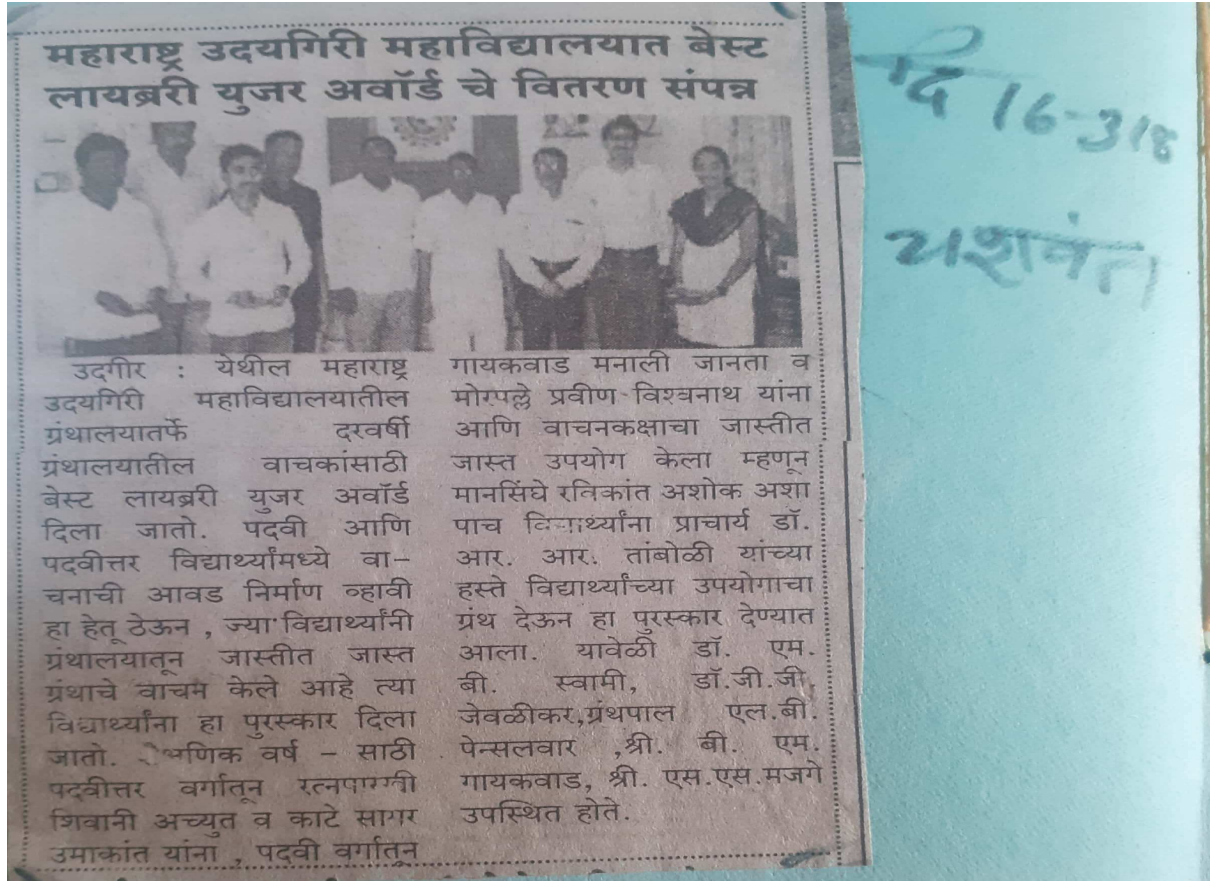 महाराष्ट्र उदयगिरी महाविद्यालयात बेस्ट
लायब्ररी युजर अवॉर्ड चे वितरण संपन्न
उदगीर : येथील महाराष्ट्र
उदयगिरी महाविद्यालयातील
ग्रंथालयातर्फे दरवर्षी
ग्रंथालयातील वाचकांसाठी
बेस्ट लायब्ररी युजर अवॉर्ड
दिला जातो. पदवी आणि
पदवीत्तर विद्यार्थ्यांमध्ये वा-
चनाची आवड निर्माण व्हावी
हा हेतू ठेऊन , ज्या विद्यार्थ्यांनी
ग्रंथालयातून जास्तीत जास्त
ग्रंथाचे वाचम केले आहे त्या
विद्यार्थ्यांना हा पुरस्कार दिला
जातो. वर्ष - साठी
पदवीत्तर वर्गातून
शिवानी अच्युत व काटे सागर
उमाकांत यांना , पदवी वर्गातून
गायकवाड मनाली जानता व
मोरपल्ले प्रवीण विश्वनाथ यांना
आणि वाचनकक्षाचा जास्तीत
जास्त उपयोग केला म्हणून
मानसिंघे रविकांत अशोक अशा
पाच प्राचार्य डॉ.
आर. आर. तांबोळी यांच्या
हस्ते विद्यार्थ्यांच्या उपयोगाचा
ग्रंथ देऊन हा पुरस्कार देण्यात
आला. यावेळी डॉ. एम.
बी. स्वामी, डॉ.जी.जी.
जेवळीकर,ग्रंथपाल एल.बी.
पेन्सलवार ,श्री. बी. एम.
गायकवाड, श्री. एस.एस.मजगे
उपस्थित होते.
दि 16-3/18
यशवंत